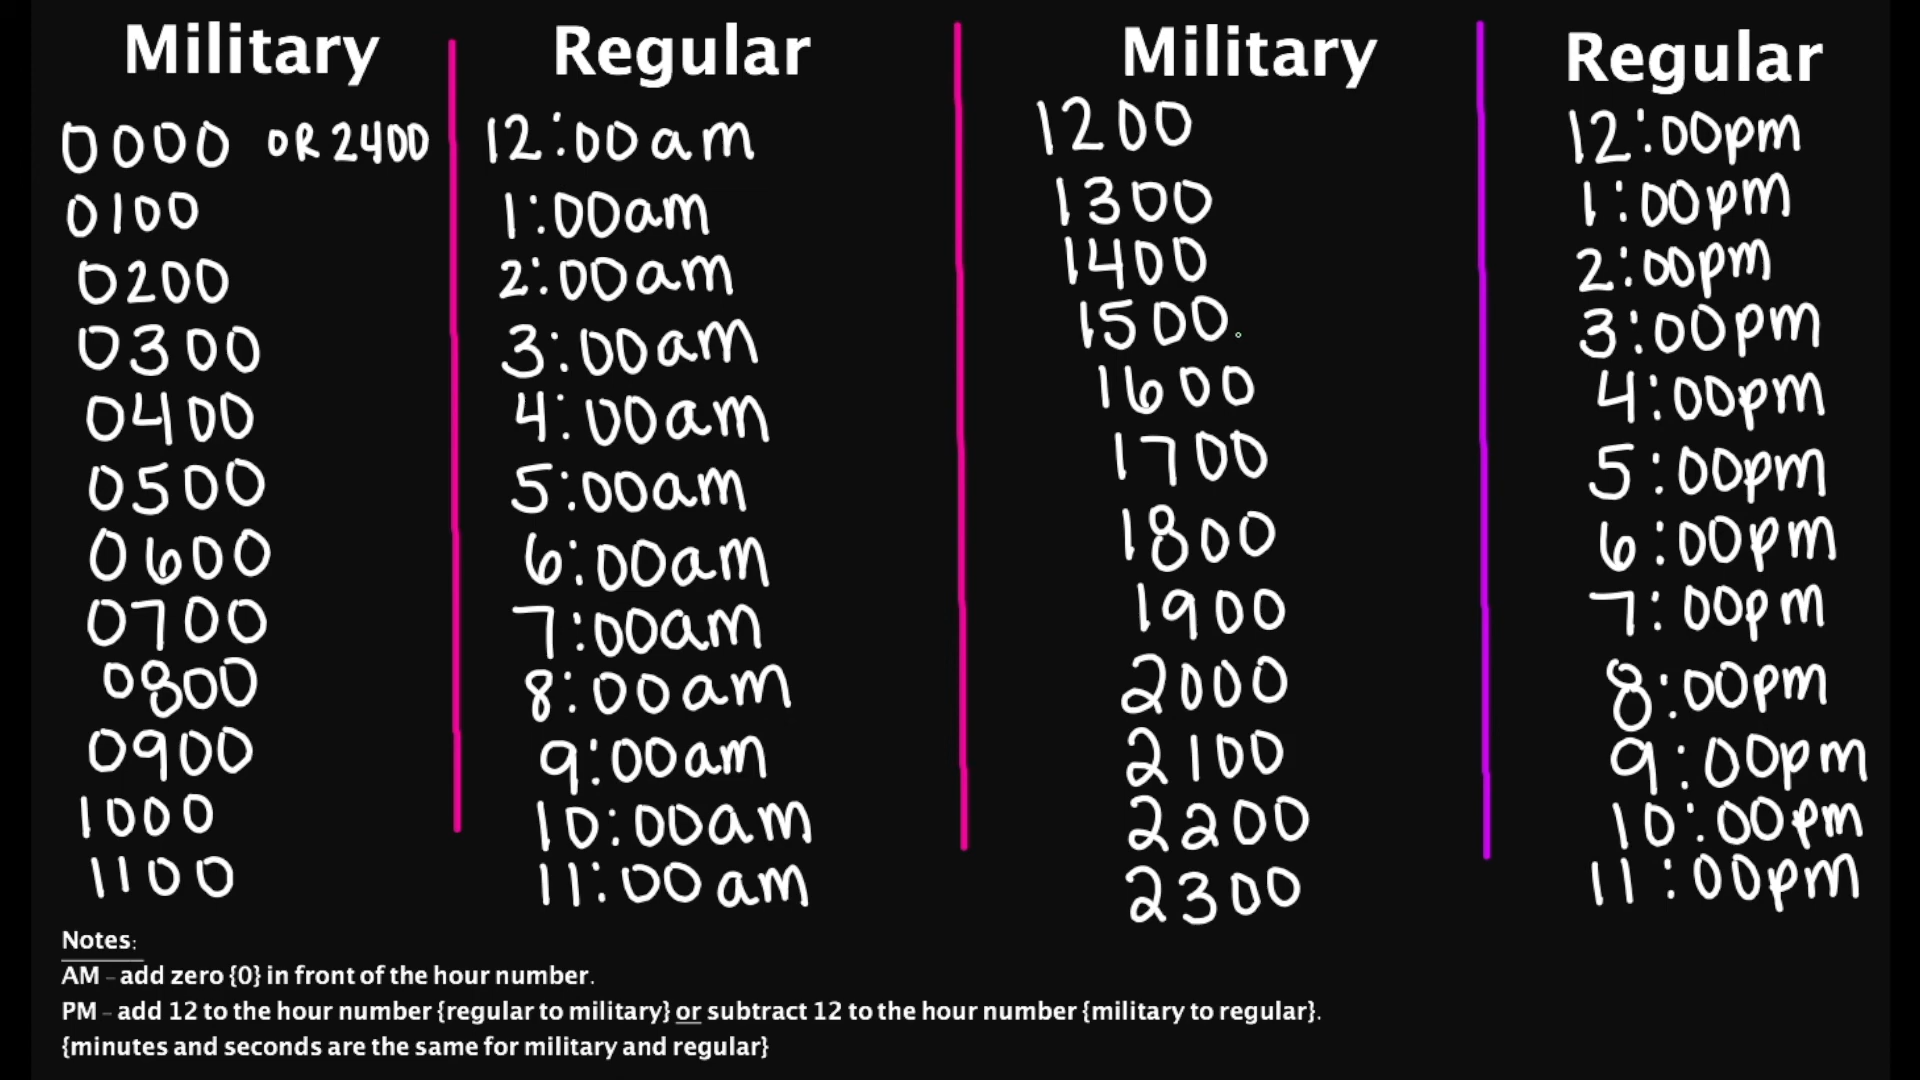 Military Regular Military Regular
0000 OR 2400 12:00am 1200 12:00pm
0100 1:00am 1300 1:00pm
0200 2:00am 1400 2:00pm
0300 3:00am 1500 3:00pm
0400 4:00am 1600 4:00pm
0500 5:00am 1700 5:00pm
0600 6:00am 1800 6:00pm
0700 7:00am 1900 7:00pm
0800 8:00am 2000 8:00pm
0900 9:00am 2100 9:00pm
1000 10:00am 2200 10:00pm
1100 11:00am 2300 11:00pm
Notes:
AM - add zero {0} in front of the hour number.
PM - add 12 to the hour number {regular to military} or subtract 12 to the hour number {military to regular}.
{minutes and seconds are the same for military and regular}